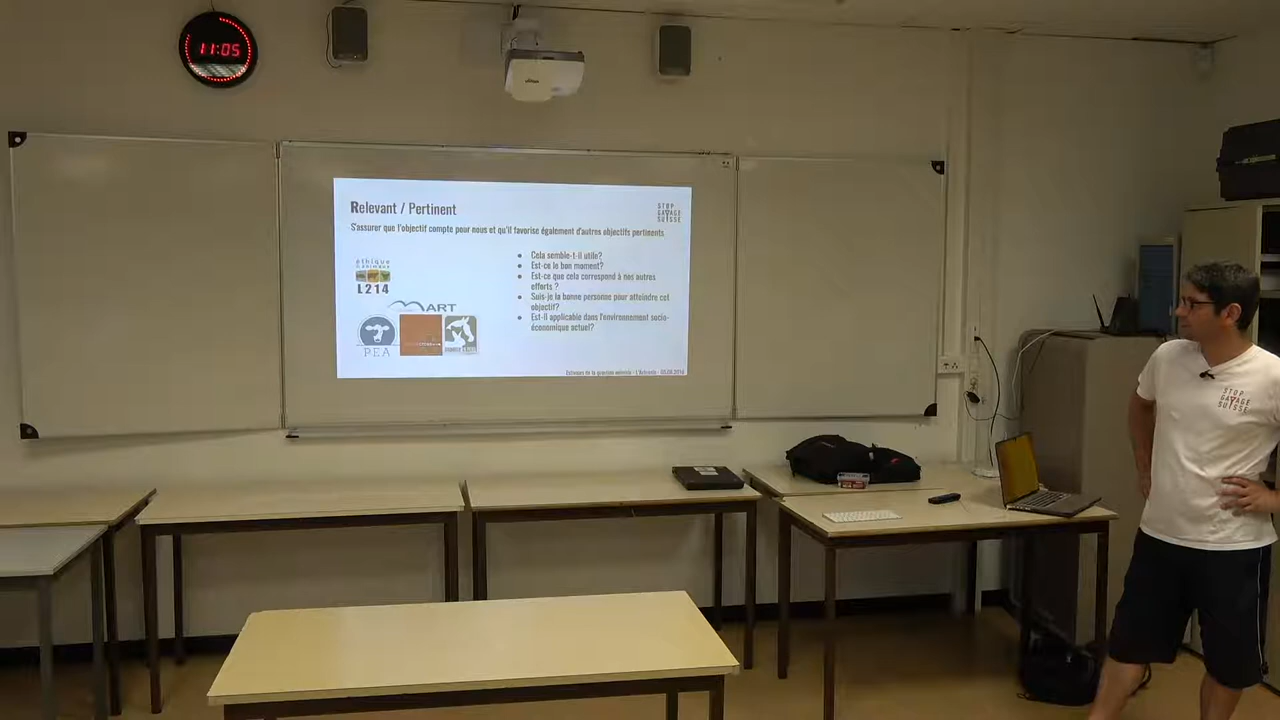 11:05
Relevant / Pertinent
STOP
GAVAGE
SUISSE
S'assurer que l'objectif compte pour nous et qu'il favorise également d'autres objectifs pertinents
éthique
& animaux
L214
ART
PEA
● Cela semble-t-il utile?
● Est-ce le bon moment?
● Est-ce que cela correspond à nos autres
efforts ?
● Suis-je la bonne personne pour atteindre cet
objectif?
● Est-il applicable dans l'environnement socio-
économique actuel?
STOP
GAVAGE
SUISSE